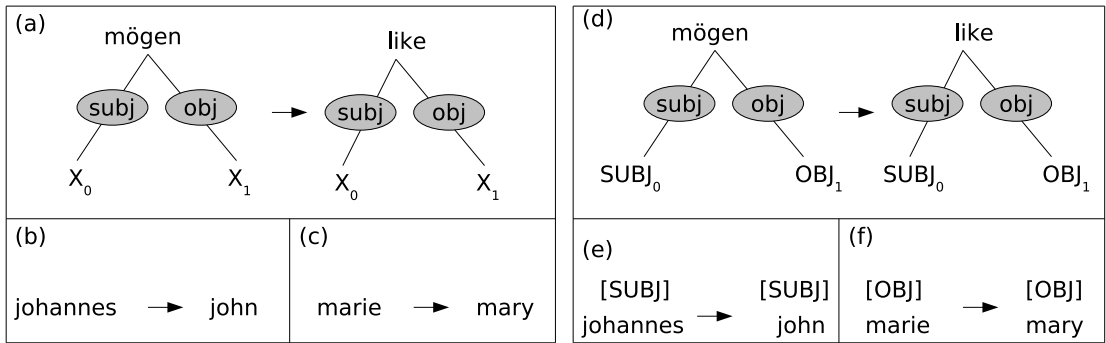 (a)
mögen
like
subj obj
subj obj
X₀ X₁
X₀ X₁
(b)
johannes john
(c)
marie mary
(d)
mögen
like
subj obj
subj obj
SUBJ₀ OBJ₁
SUBJ₀ OBJ₁
(e)
[SUBJ] [SUBJ]
johannes john
(f)
[OBJ] [OBJ]
marie mary